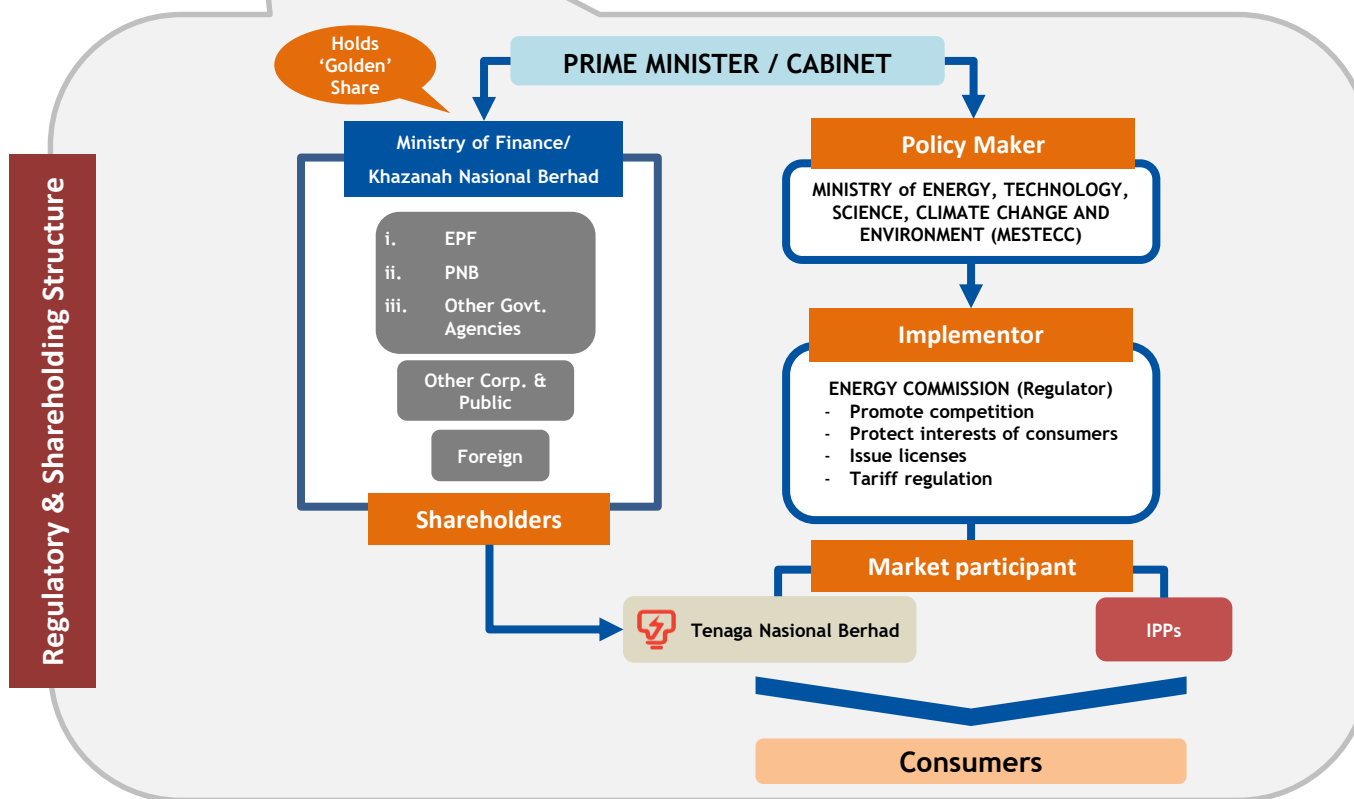 Regulatory & Shareholding Structure
Holds
‘Golden’
Share
PRIME MINISTER / CABINET
Ministry of Finance/
Khazanah Nasional Berhad
i. EPF
ii. PNB
iii. Other Govt.
Agencies
Other Corp. &
Public
Foreign
Shareholders
Policy Maker
MINISTRY of ENERGY, TECHNOLOGY,
SCIENCE, CLIMATE CHANGE AND
ENVIRONMENT (MESTECC)
Implementor
ENERGY COMMISSION (Regulator)
- Promote competition
- Protect interests of consumers
- Issue licenses
- Tariff regulation
Market participant
Tenaga Nasional Berhad
IPPs
Consumers